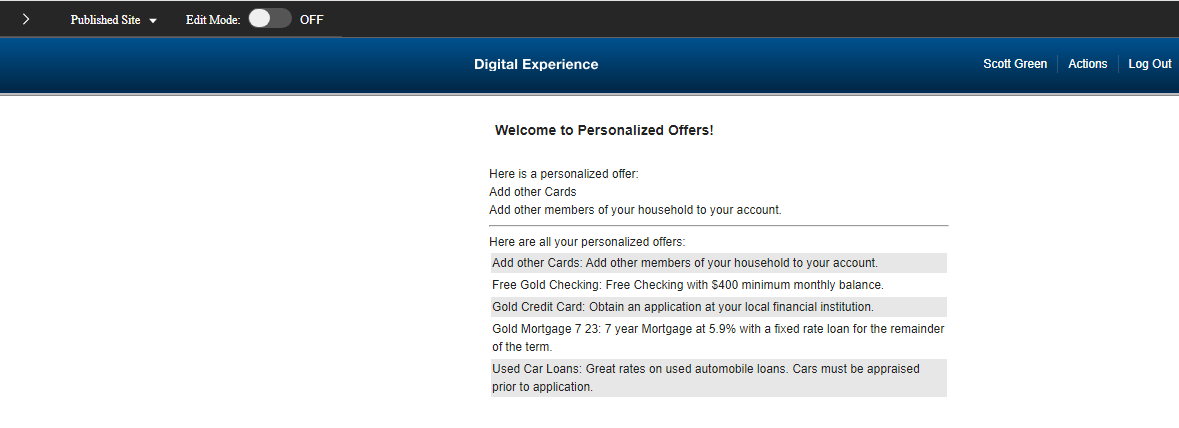 Published Site
Edit Mode:
OFF
Digital Experience
Scott Green
Actions
Log Out
Welcome to Personalized Offers!
Here is a personalized offer:
Add other Cards
Add other members of your household to your account.
Here are all your personalized offers:
Add other Cards: Add other members of your household to your account.
Free Gold Checking: Free Checking with $400 minimum monthly balance.
Gold Credit Card: Obtain an application at your local financial institution.
Gold Mortgage 7 23: 7 year Mortgage at 5.9% with a fixed rate loan for the remainder
of the term.
Used Car Loans: Great rates on used automobile loans. Cars must be appraised
prior to application.